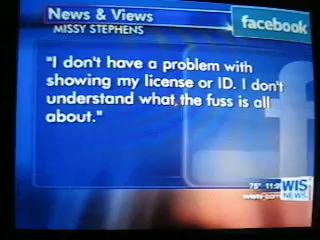 News & Views
MISSY STEPHENS
facebook
"I don't have a problem with
showing my license or ID. I don't
understand what the fuss is all
about."
75°
WIS
NEWS